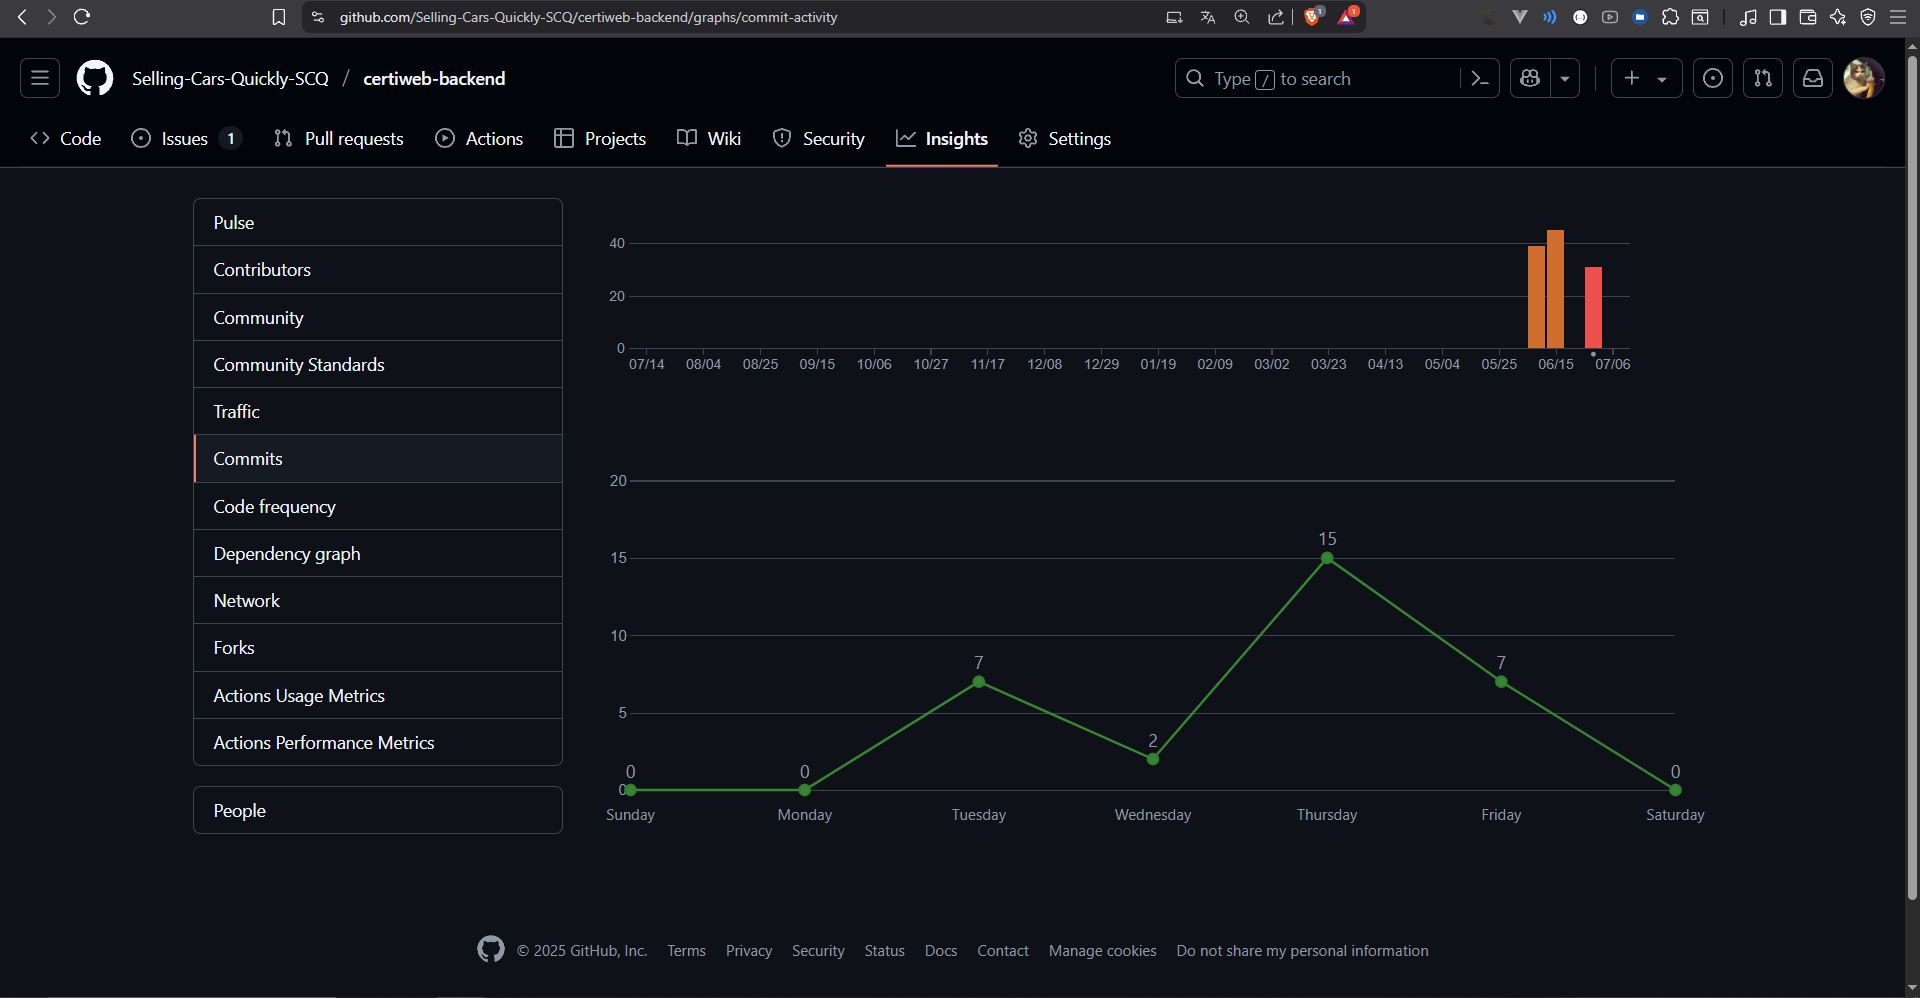 github.com/Selling-Cars-Quickly-SCQ/certiweb-backend/graphs/commit-activity
1
1
Selling-Cars-Quickly-SCQ / certiweb-backend
Type / to search
Code
Issues 1
Pull requests
Actions
Projects
Wiki
Security
Insights
Settings
Pulse
Contributors
Community
Community Standards
Traffic
Commits
Code frequency
Dependency graph
Network
Forks
Actions Usage Metrics
Actions Performance Metrics
People
40
20
0
07/14 08/04 08/25 09/15 10/06 10/27 11/17 12/08 12/29 01/19 02/09 03/02 03/23 04/13 05/04 05/25 06/15 07/06
20
15
10
5
0
0 0 7 2 15 7 0
Sunday Monday Tuesday Wednesday Thursday Friday Saturday
© 2025 GitHub, Inc. Terms Privacy Security Status Docs Contact Manage cookies Do not share my personal information